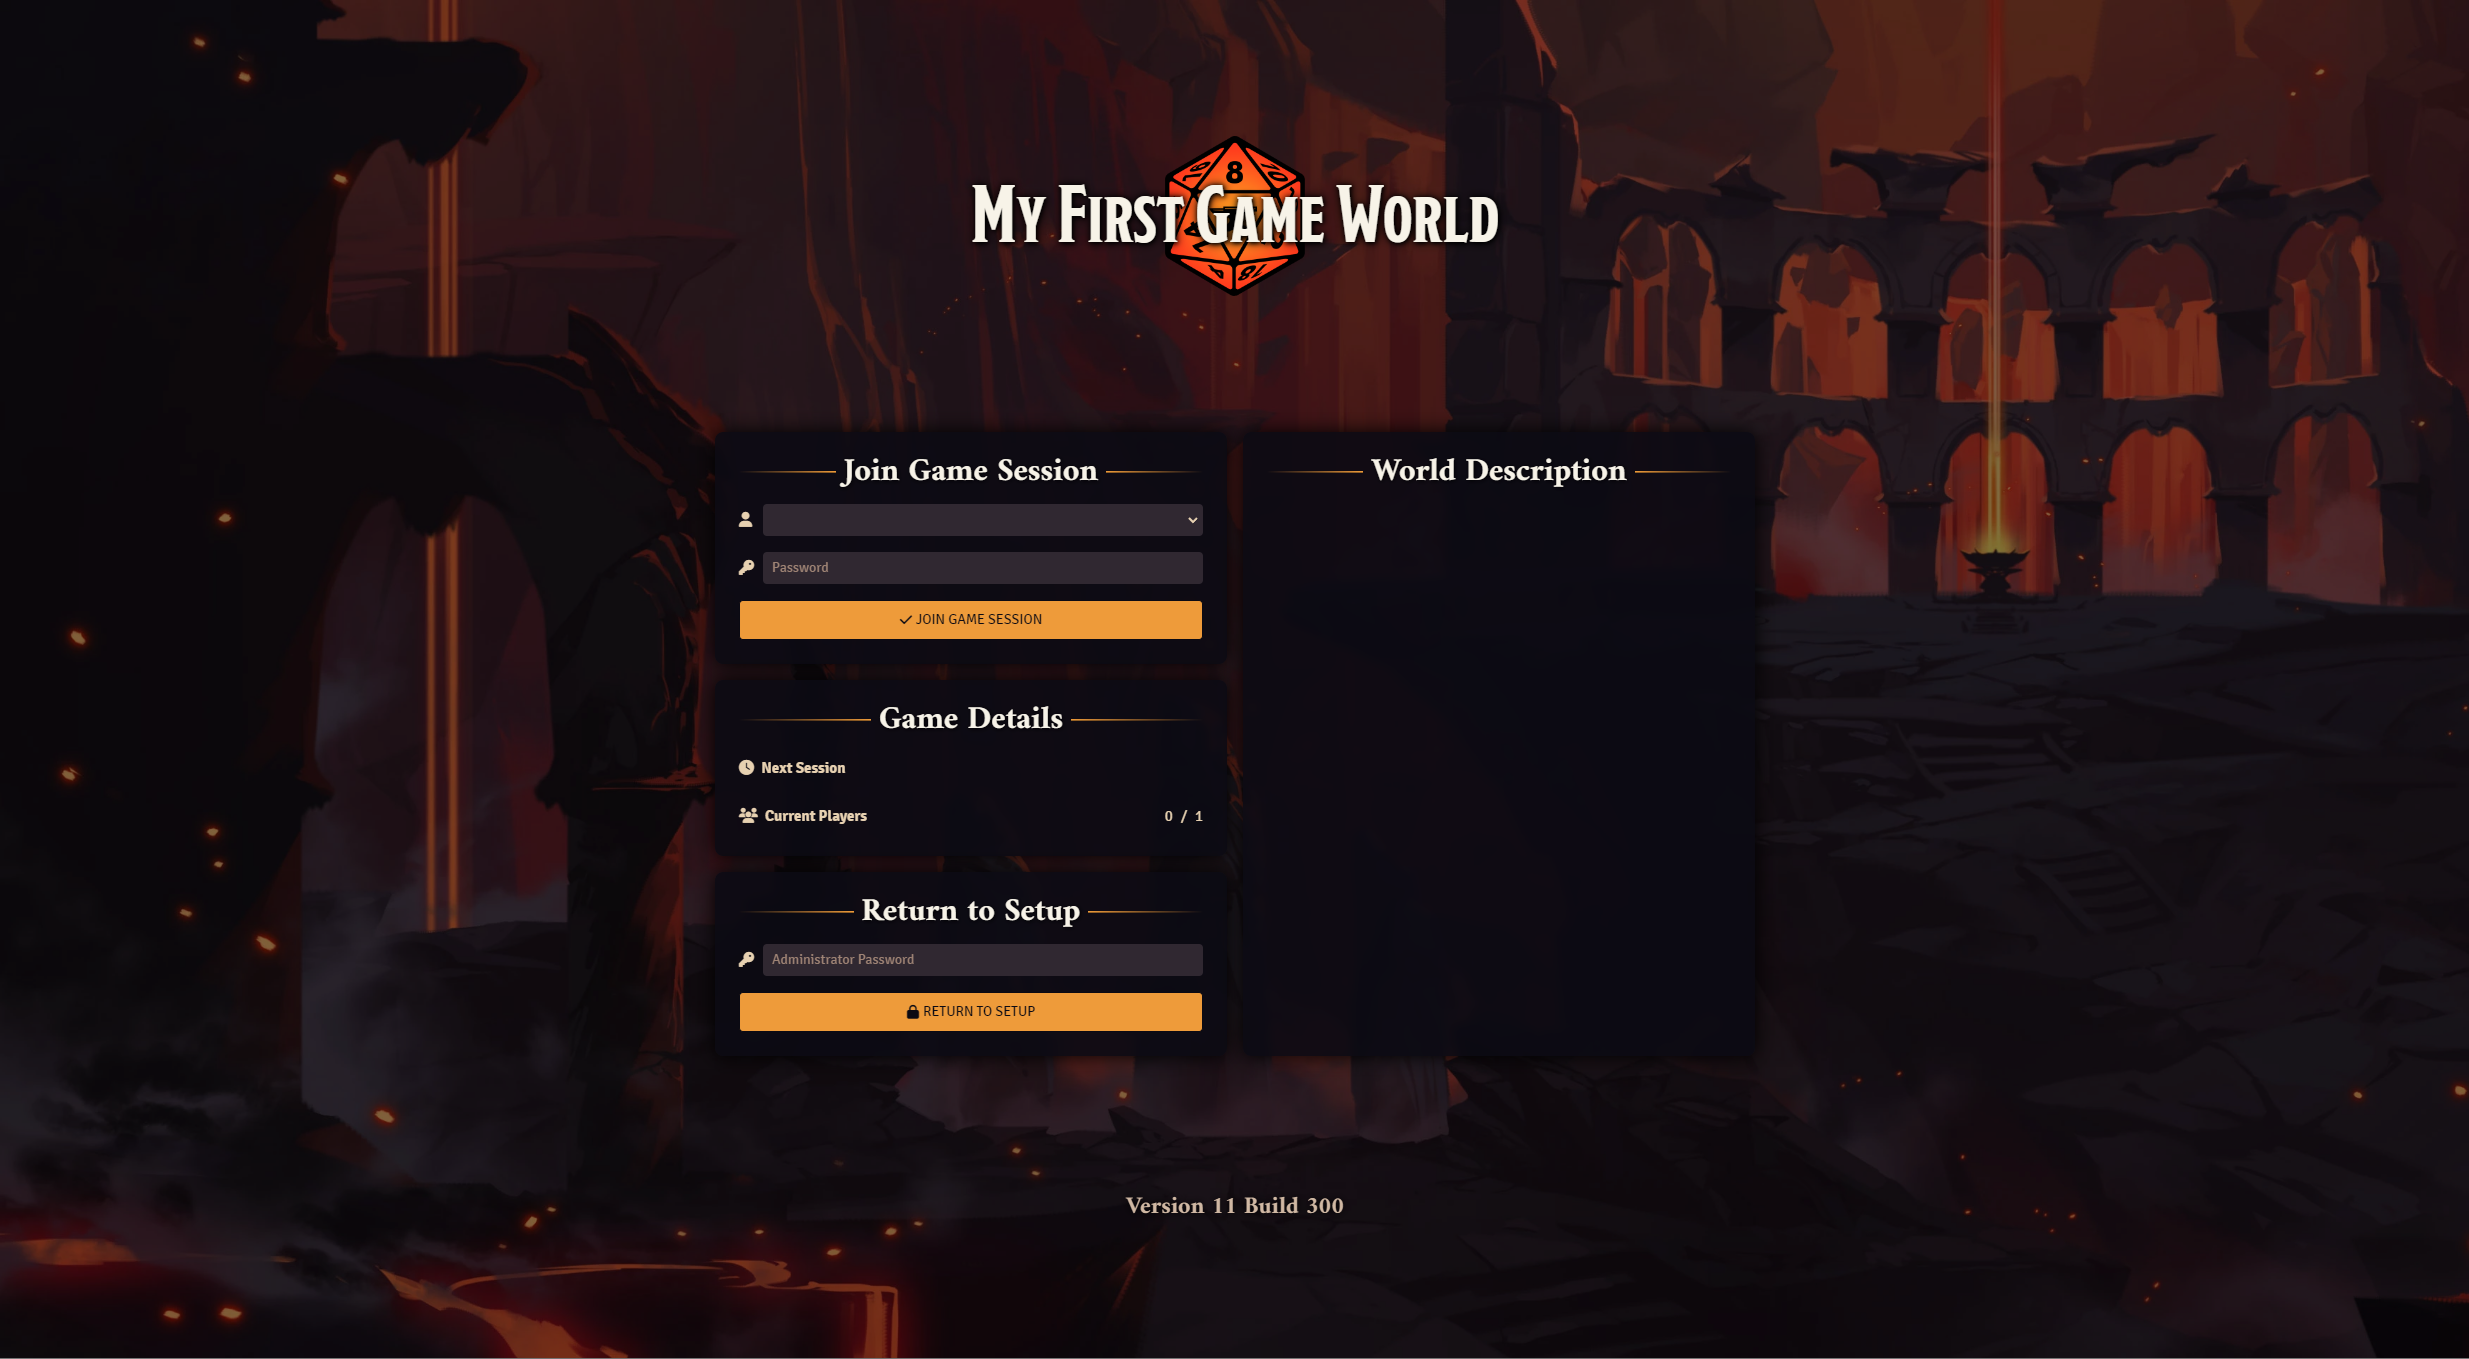 8
My First Game World
Join Game Session
Password
JOIN GAME SESSION
Game Details
Next Session
Current Players 0 / 1
Return to Setup
Administrator Password
RETURN TO SETUP
World Description
Version 11 Build 300